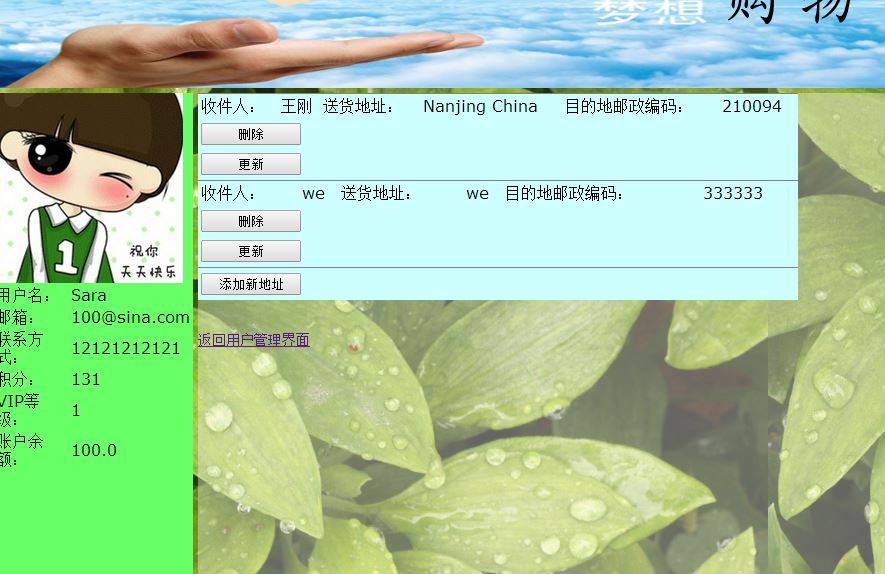 梦想 购物
祝你
天天快乐
用户名： Sara
邮箱： 100@sina.com
联系方式： 12121212121
积分： 131
VIP等级： 1
账户余额： 100.0
收件人： 王刚 送货地址： Nanjing China 目的地邮政编码： 210094
删除
更新
收件人： we 送货地址： we 目的地邮政编码： 333333
删除
更新
添加新地址
返回用户管理界面